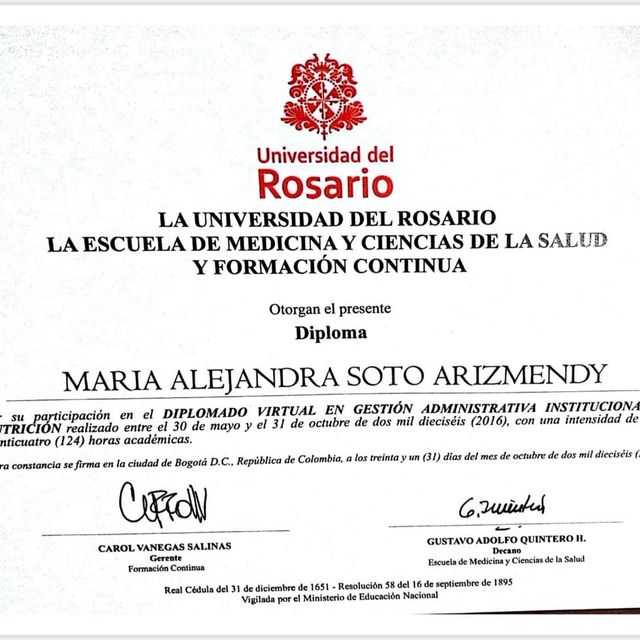 Universidad del
Rosario
LA UNIVERSIDAD DEL ROSARIO
LA ESCUELA DE MEDICINA Y CIENCIAS DE LA SALUD
Y FORMACIÓN CONTINUA
Otorgan el presente
Diploma
MARIA ALEJANDRA SOTO ARIZMENDY
su participación en el DIPLOMADO VIRTUAL EN GESTIÓN ADMINISTRATIVA INSTITUCIONA
UTRICIÓN realizado entre el 30 de mayo y el 31 de octubre de dos mil dieciséis (2016), con una intensidad de
nticuatro (124) horas académicas.
ra constancia se firma en la ciudad de Bogotá D.C., República de Colombia, a los treinta y un (31) días del mes de octubre de dos mil dieciséis (
CAROL VANEGAS SALINAS
Gerente
Formación Continua
GUSTAVO ADOLFO QUINTERO H.
Decano
Escuela de Medicina y Ciencias de la Salud
Real Cédula del 31 de diciembre de 1651 - Resolución 58 del 16 de septiembre de 1895
Vigilada por el Ministerio de Educación Nacional